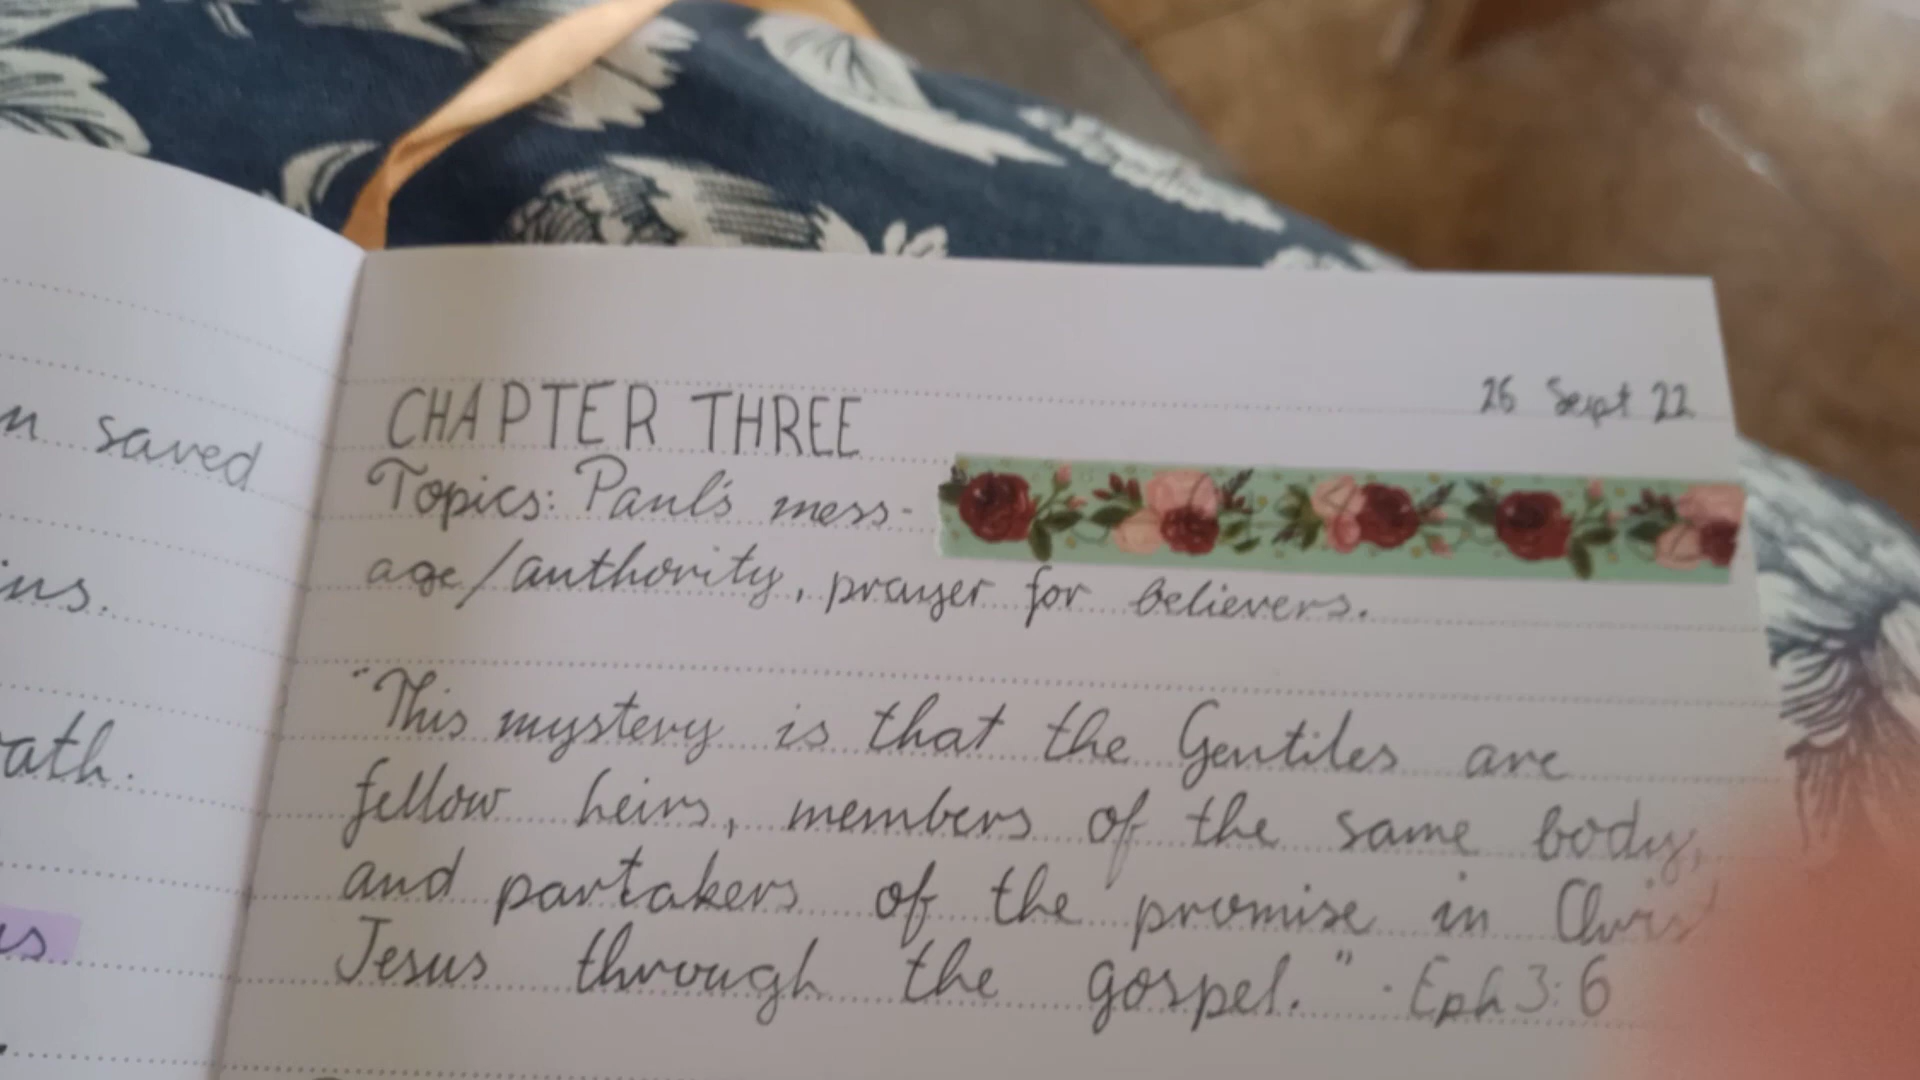 n saved
ins.
ath.
is
CHAPTER THREE
26 Sept 22
Topics: Paul's mess-
age/authority, prayer for believers.
"This mystery is that the Gentiles are
fellow heirs, members of the same body,
and partakers of the promise in Christ
Jesus through the gospel." · Eph 3:6